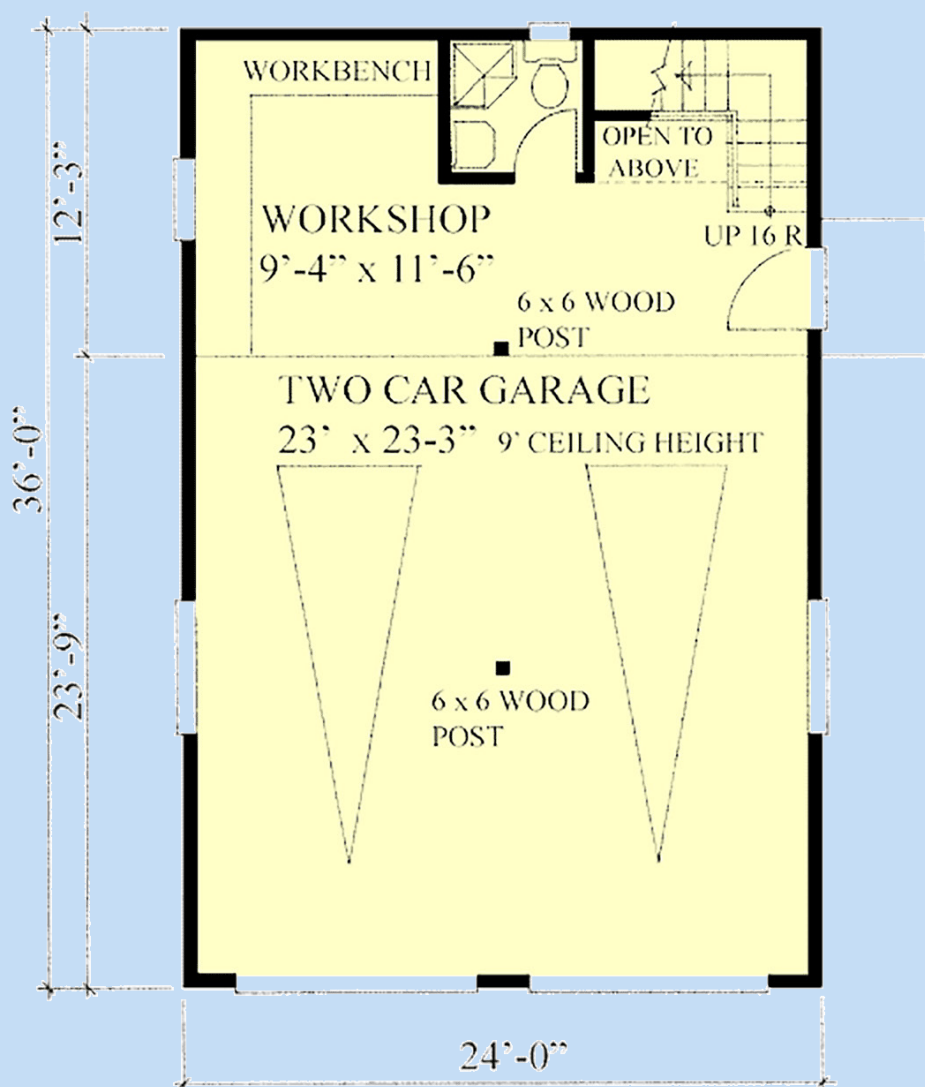 WORKBENCH
OPEN TO
ABOVE
12'-3”
WORKSHOP
9’-4” x 11’-6”
UP 16 R
6 x 6 WOOD
POST
TWO CAR GARAGE
23’ x 23-3” 9’ CEILING HEIGHT
36’-0”
23’-9”
6 x 6 WOOD
POST
24’-0”